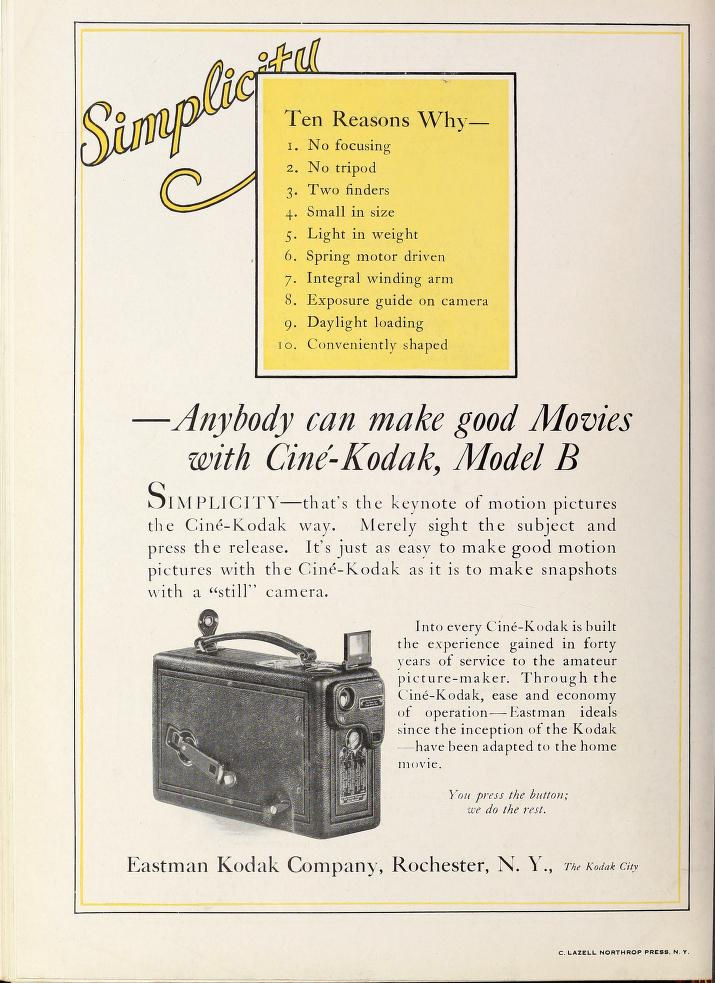 Simplicity
Ten Reasons Why—
1. No focusing
2. No tripod
3. Two finders
4. Small in size
5. Light in weight
6. Spring motor driven
7. Integral winding arm
8. Exposure guide on camera
9. Daylight loading
10. Conveniently shaped
—Anybody can make good Movies
with Ciné-Kodak, Model B
SIMPLICITY—that's the keynote of motion pictures
the Ciné-Kodak way. Merely sight the subject and
press the release. It's just as easy to make good motion
pictures with the Ciné-Kodak as it is to make snapshots
with a "still" camera.
Into every Ciné-Kodak is built
the experience gained in forty
years of service to the amateur
picture-maker. Through the
Ciné-Kodak, ease and economy
of operation—Eastman ideals
since the inception of the Kodak
—have been adapted to the home
movie.
You press the button;
we do the rest.
Eastman Kodak Company, Rochester, N. Y., The Kodak City
C. LAZELL NORTHROP PRESS, N. Y.